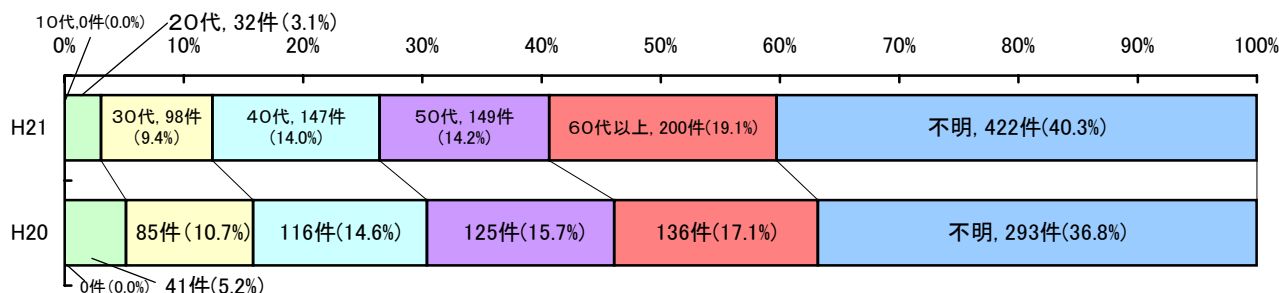 10代,0件(0.0%)
20代, 32件(3.1%)
0% 10% 20% 30% 40% 50% 60% 70% 80% 90% 100%
H21
30代, 98件
(9.4%)
40代, 147件
(14.0%)
50代, 149件
(14.2%)
60代以上, 200件(19.1%)
不明, 422件(40.3%)
H20
85件(10.7%)
116件(14.6%)
125件(15.7%)
136件(17.1%)
不明, 293件(36.8%)
0件(0.0%)
41件(5.2%)